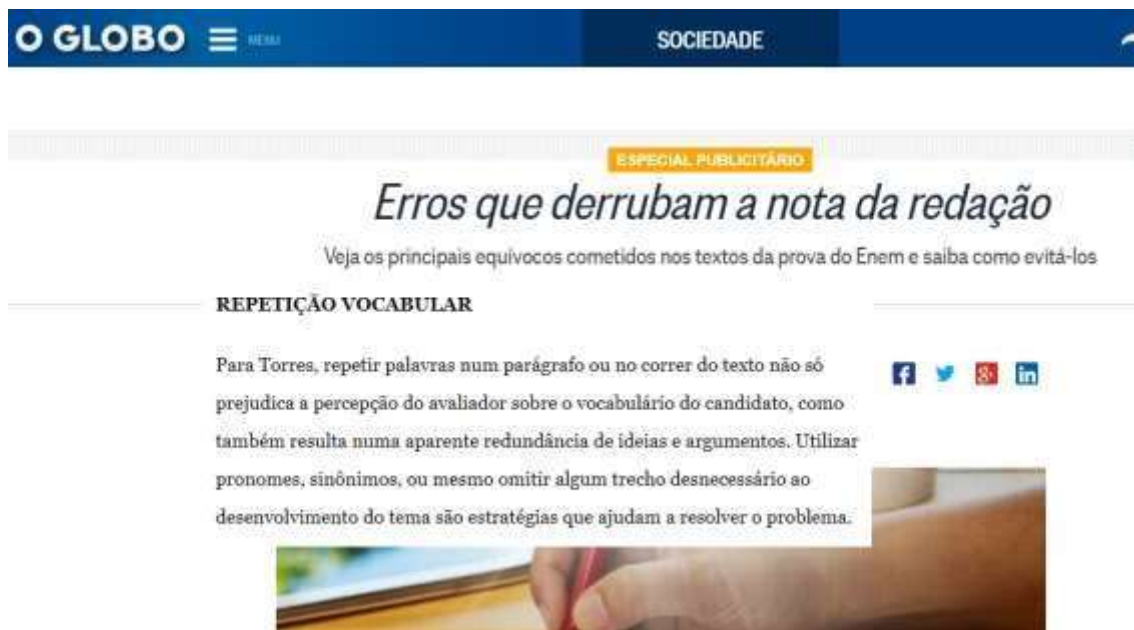 O GLOBO MENU SOCIEDADE
ESPECIAL PUBLICITÁRIO
Erros que derrubam a nota da redação
Veja os principais equívocos cometidos nos textos da prova do Enem e saiba como evitá-los
REPETIÇÃO VOCABULAR
Para Torres, repetir palavras num parágrafo ou no correr do texto não só
prejudica a percepção do avaliador sobre o vocabulário do candidato, como
também resulta numa aparente redundância de ideias e argumentos. Utilizar
pronomes, sinônimos, ou mesmo omitir algum trecho desnecessário ao
desenvolvimento do tema são estratégias que ajudam a resolver o problema.